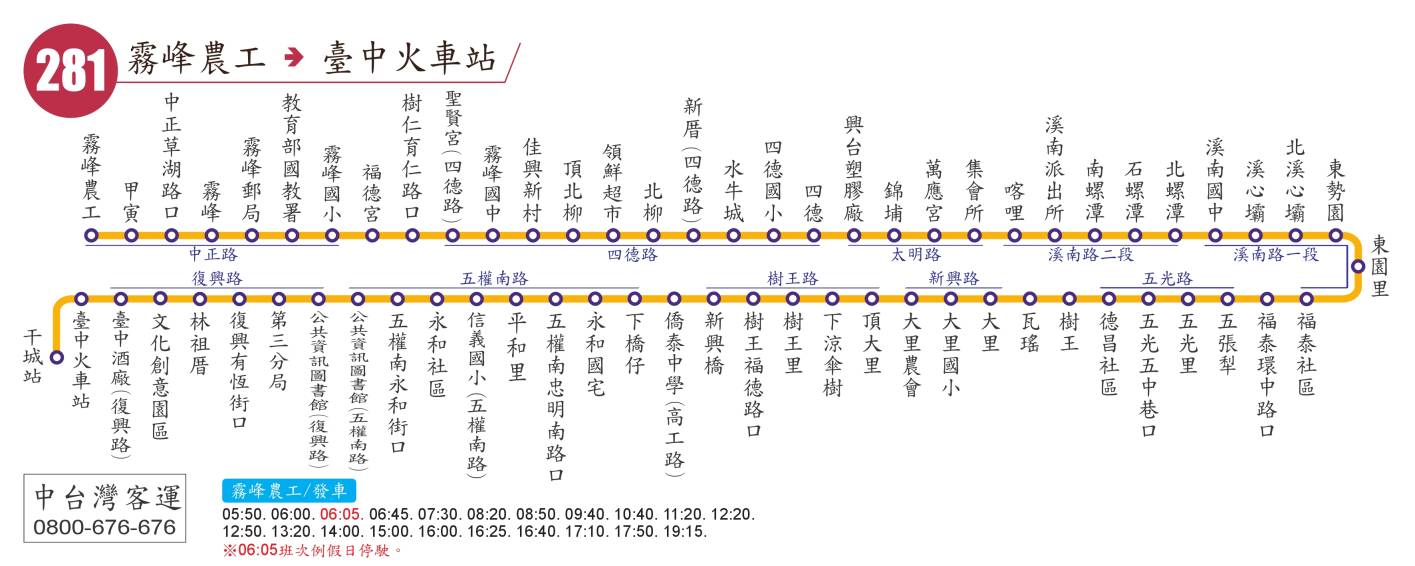 281
霧峰農工 → 臺中火車站
霧峰農工
甲寅
中正草湖路口
霧峰
霧峰郵局
教育部國教署
霧峰國小
福德宮
樹仁育仁路口
聖賢宮(四德路)
霧峰國中
佳興新村
頂北柳
領鮮超市
北柳
新厝(四德路)
水牛城
四德國小
四德
興台塑膠廠
錦埔
萬應宮
集會所
喀哩
溪南派出所
南螺潭
石螺潭
北螺潭
溪南國中
溪心壩
北溪心壩
東勢園
中正路
四德路
太明路
溪南路二段
溪南路一段
東園里
復興路
五權南路
樹王路
新興路
五光路
干城站
臺中火車站
臺中酒廠(復興路)
文化創意園區
林祖厝
復興有恆街口
第三分局
公共資訊圖書館(復興路)
公共資訊圖書館(五權南路)
五權南永和街口
永和社區
信義國小(五權南路)
平和里
五權南忠明南路口
永和國宅
下橋仔
僑泰中學(高工路)
新興橋
樹王福德路口
樹王里
下涼傘樹
頂大里
大里農會
大里國小
大里
瓦瑤
樹王
德昌社區
五光五中巷口
五光里
五張犁
福泰環中路口
福泰社區
中台灣客運
0800-676-676
霧峰農工/發車
05:50. 06:00. 06:05. 06:45. 07:30. 08:20. 08:50. 09:40. 10:40. 11:20. 12:20.
12:50. 13:20. 14:00. 15:00. 16:00. 16:25. 16:40. 17:10. 17:50. 19:15.
※06:05班次例假日停駛。